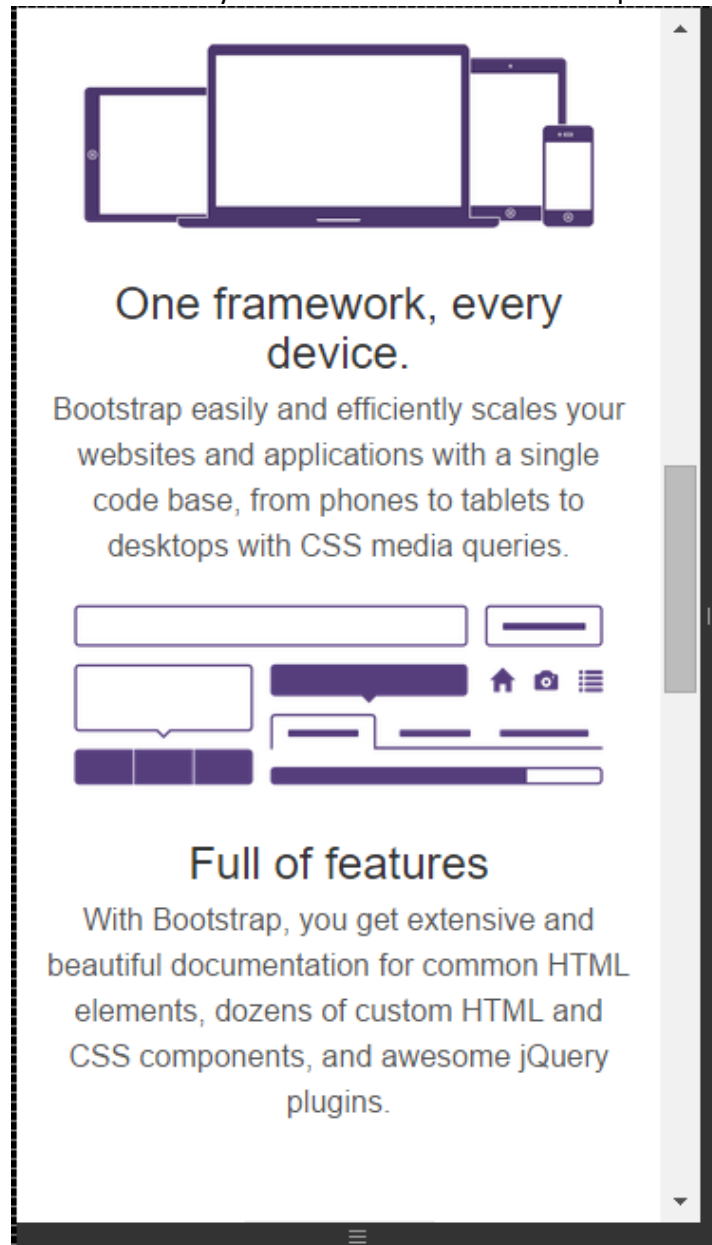 One framework, every
device.
Bootstrap easily and efficiently scales your
websites and applications with a single
code base, from phones to tablets to
desktops with CSS media queries.
Full of features
With Bootstrap, you get extensive and
beautiful documentation for common HTML
elements, dozens of custom HTML and
CSS components, and awesome jQuery
plugins.